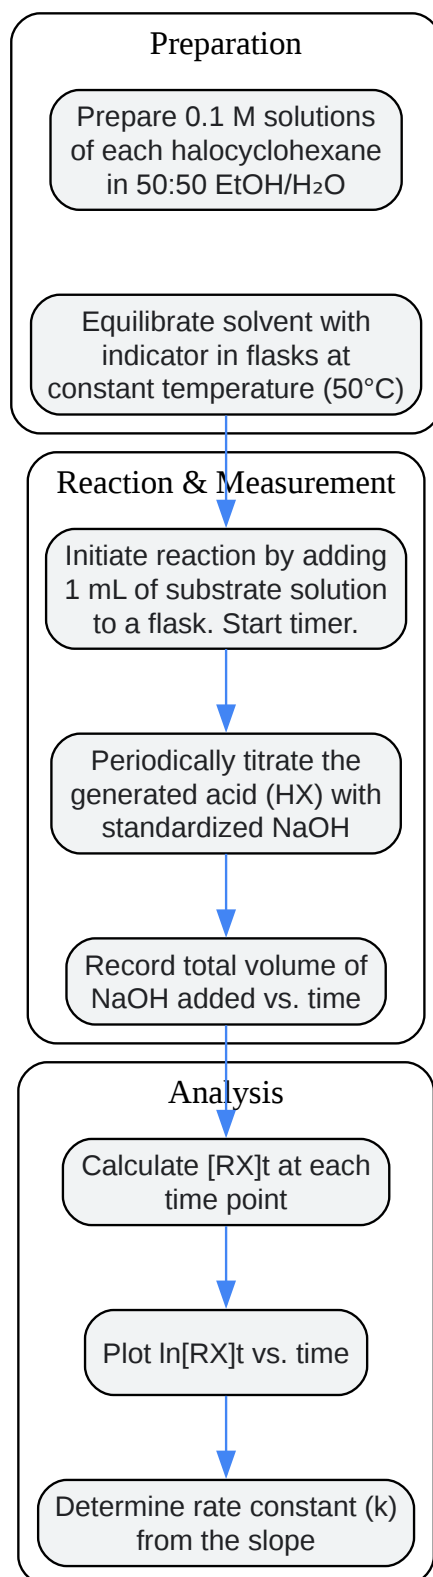 Preparation
Prepare 0.1 M solutions
of each halocyclohexane
in 50:50 EtOH/H₂O
Equilibrate solvent with
indicator in flasks at
constant temperature (50°C)
Reaction & Measurement
Initiate reaction by adding
1 mL of substrate solution
to a flask. Start timer.
Periodically titrate the
generated acid (HX) with
standardized NaOH
Record total volume of
NaOH added vs. time
Analysis
Calculate [RX]t at each
time point
Plot ln[RX]t vs. time
Determine rate constant (k)
from the slope